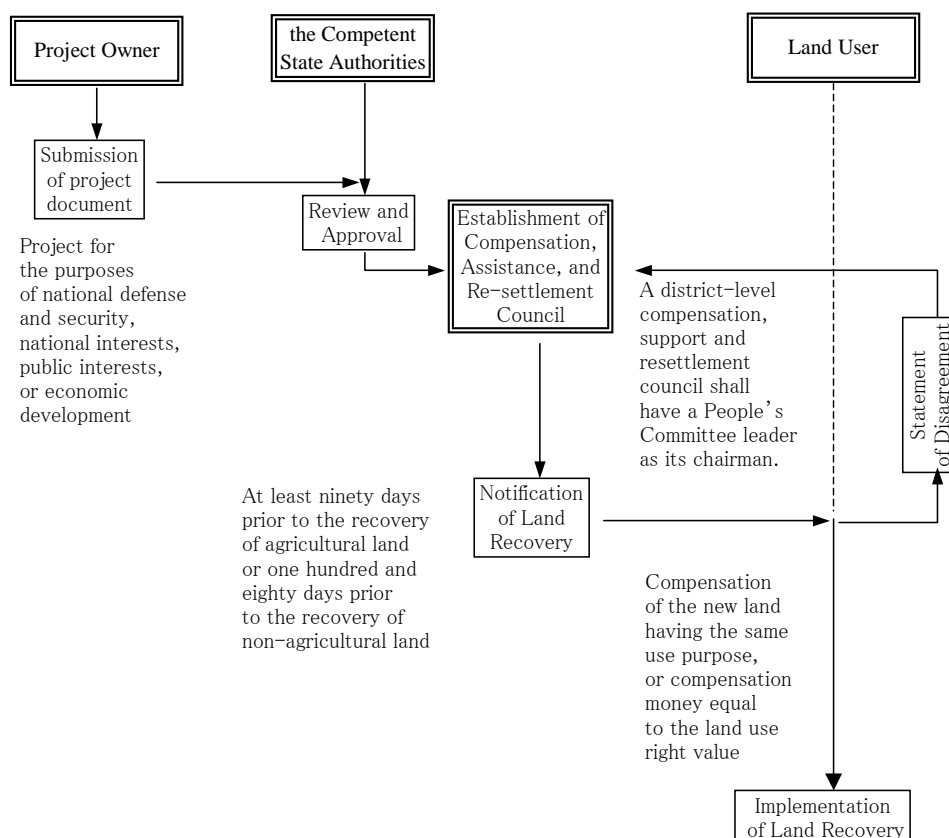 Project Owner
the Competent
State Authorities
Land User
Submission
of project
document
Review and
Approval
Project for
the purposes
of national defense
and security,
national interests,
public interests,
or economic
development
Establishment of
Compensation,
Assistance, and
Re-settlement
Council
A district-level
compensation,
support and
resettlement
council shall
have a People's
Committee leader
as its chairman.
Statement
of Disagreement
At least ninety days
prior to the recovery
of agricultural land
or one hundred and
eighty days prior
to the recovery of
non-agricultural land
Notification
of Land
Recovery
Compensation
of the new land
having the same
use purpose,
or compensation
money equal
to the land use
right value
Implementation
of Land Recovery